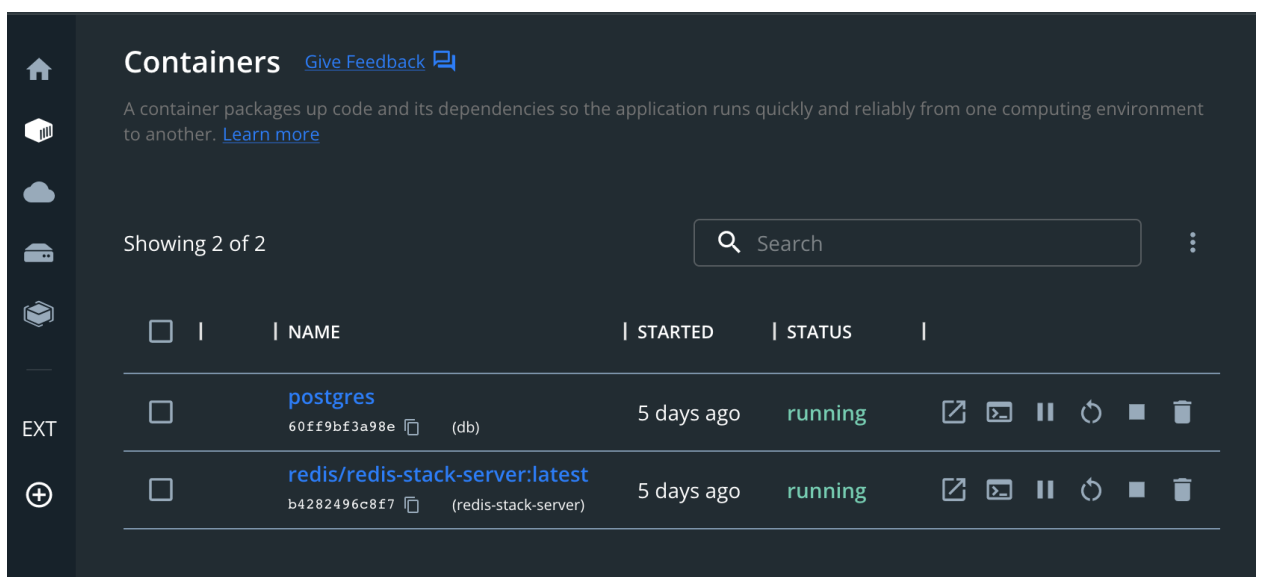 Containers Give Feedback
A container packages up code and its dependencies so the application runs quickly and reliably from one computing environment
to another. Learn more
Showing 2 of 2 Search
NAME STARTED STATUS
postgres
60ff9bf3a98e (db) 5 days ago running
redis/redis-stack-server:latest
b4282496c8f7 (redis-stack-server) 5 days ago running
EXT